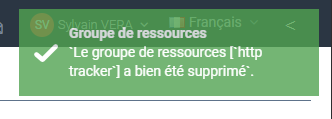 SV Sylvain VERA Français <
Groupe de ressources
`Le groupe de ressources [`http
tracker`] a bien été supprimé`.